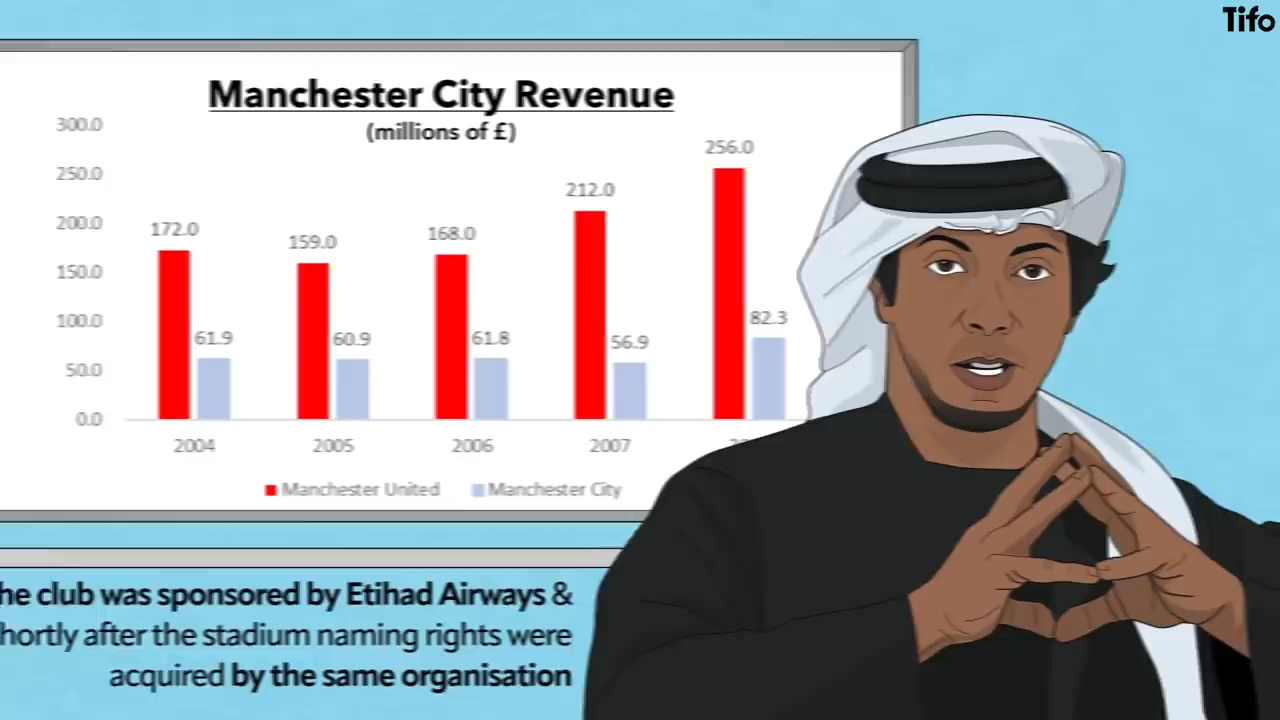 Tifo
Manchester City Revenue
(millions of £)
300.0
250.0
200.0
150.0
100.0
50.0
0.0
172.0
61.9
159.0
60.9
168.0
61.8
212.0
56.9
256.0
82.3
2004
2005
2006
2007
Manchester United
Manchester City
club was sponsored by Etihad Airways &
after the stadium naming rights were
acquired by the same organisation